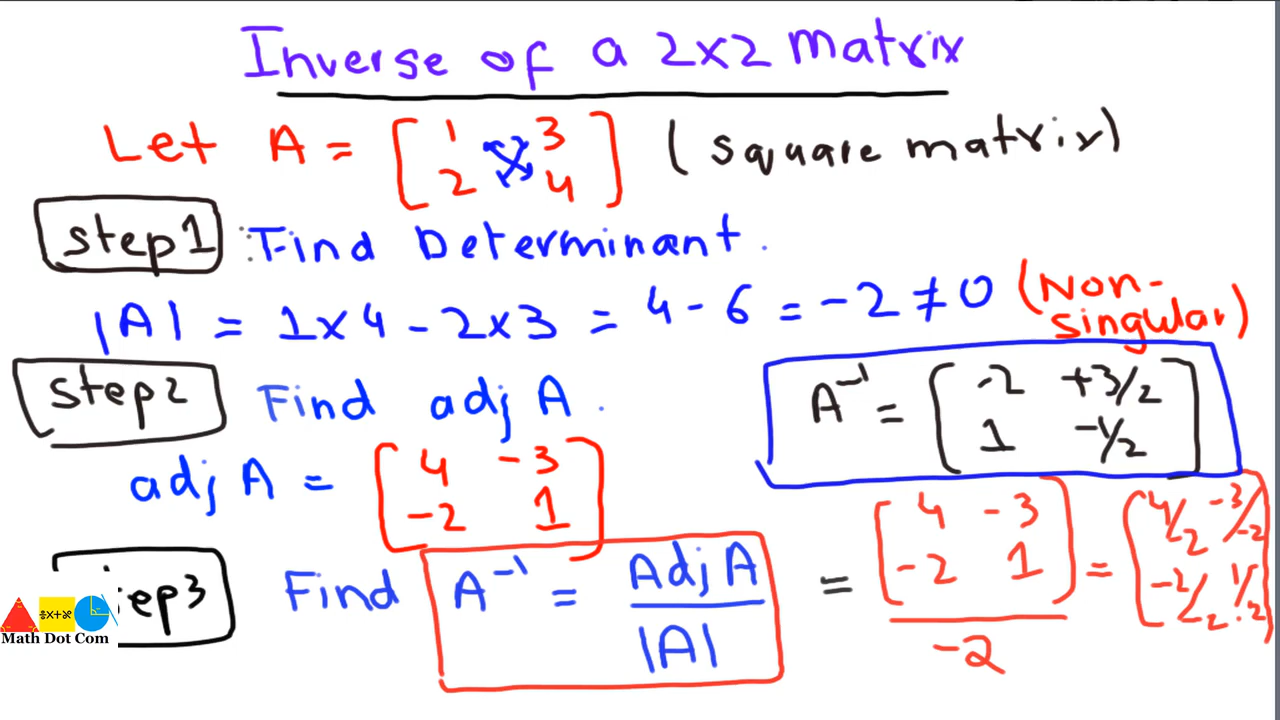 Inverse of a 2x2 matrix
Let A = [ 1 3 ] (square matrix)
[ 2 4 ]
step1 : Find Determinant.
|A| = 1x4 - 2x3 = 4 - 6 = -2 ≠ 0 (Non-
singular)
step2 Find adj A.
A⁻¹ = [ -2 +3/2 ]
[ 1 -1/2 ]
adj A = [ 4 -3 ]
[ -2 1 ]
step3 Find A⁻¹ = Adj A / |A| = [ 4 -3 ] / -2 = [ 4/-2 -3/-2 ]
[ -2 1 ] [ -2/-2 1/-2 ]
Math Dot Com